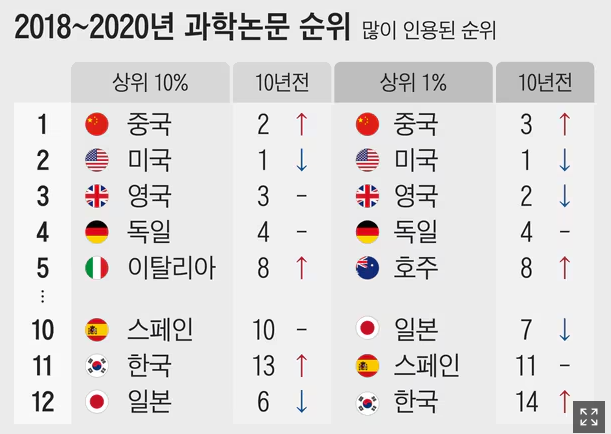 2018~2020년 과학논문 순위 많이 인용된 순위
상위 10% 10년전 상위 1% 10년전
1 중국 2 ↑ 중국 3 ↑
2 미국 1 ↓ 미국 1 ↓
3 영국 3 - 영국 2 ↓
4 독일 4 - 독일 4 -
5 이탈리아 8 ↑ 호주 8 ↑
⋮
10 스페인 10 - 일본 7 ↓
11 한국 13 ↑ 스페인 11 -
12 일본 6 ↓ 한국 14 ↑